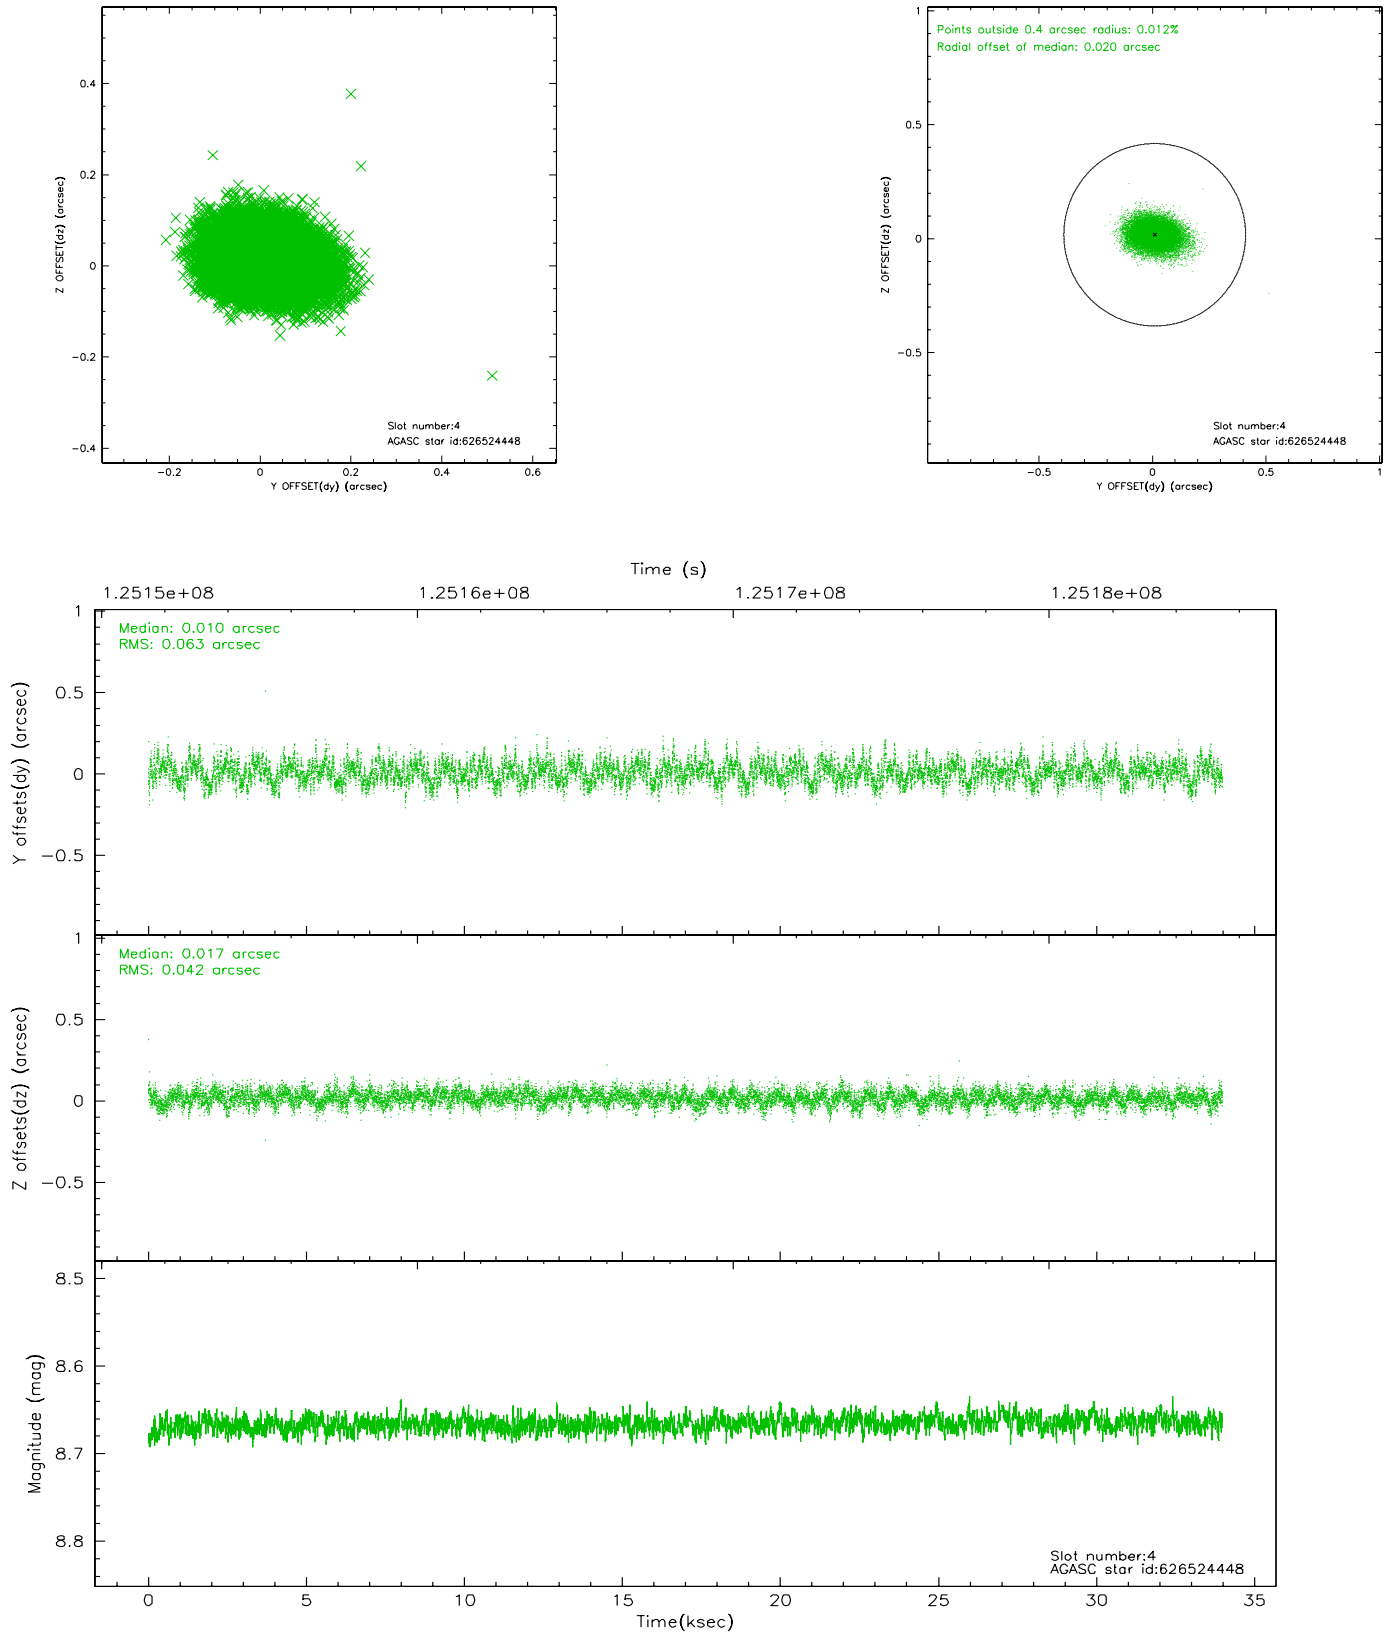 0.4
0.2
0
−0.2
−0.4
Z OFFSET(dz) (arcsec)
Slot number:4
AGASC star id:626524448
−0.2 0 0.2 0.4 0.6
Y OFFSET(dy) (arcsec)
Points outside 0.4 arcsec radius: 0.012%
Radial offset of median: 0.020 arcsec
1
0.5
0
−0.5
Z OFFSET(dz) (arcsec)
Slot number:4
AGASC star id:626524448
−0.5 0 0.5 1
Y OFFSET(dy) (arcsec)
Time (s)
1.2515e+08 1.2516e+08 1.2517e+08 1.2518e+08
Median: 0.010 arcsec
RMS: 0.063 arcsec
1
0.5
0
−0.5
Y offsets(dy) (arcsec)
Median: 0.017 arcsec
RMS: 0.042 arcsec
1
0.5
0
−0.5
Z offsets(dz) (arcsec)
8.5
8.6
8.7
8.8
Magnitude (mag)
Slot number:4
AGASC star id:626524448
0 5 10 15 20 25 30 35
Time(ksec)